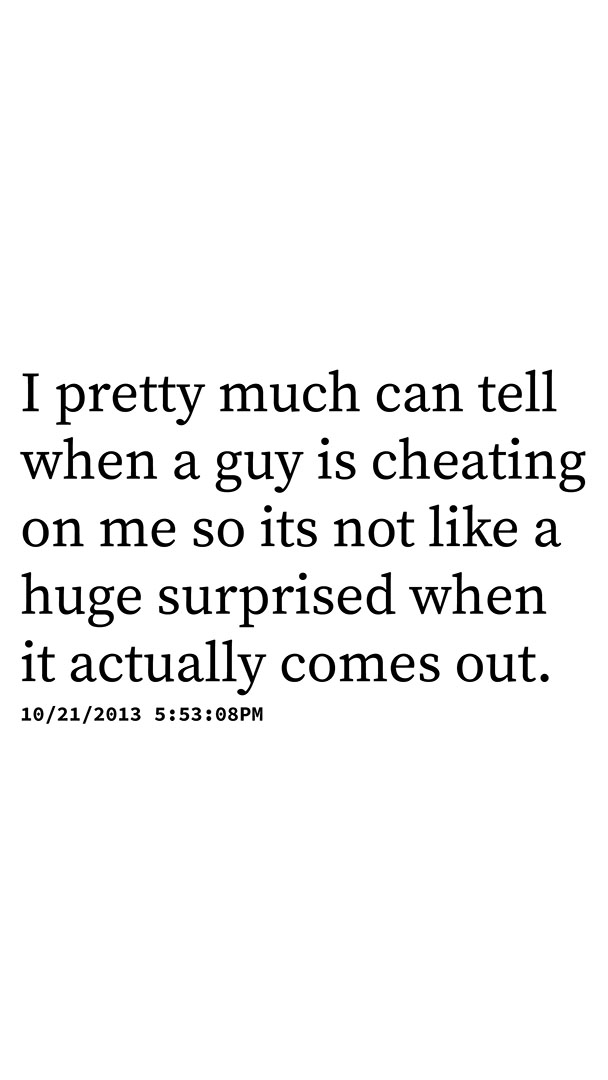 I pretty much can tell
when a guy is cheating
on me so its not like a
huge surprised when
it actually comes out.
10/21/2013 5:53:08PM